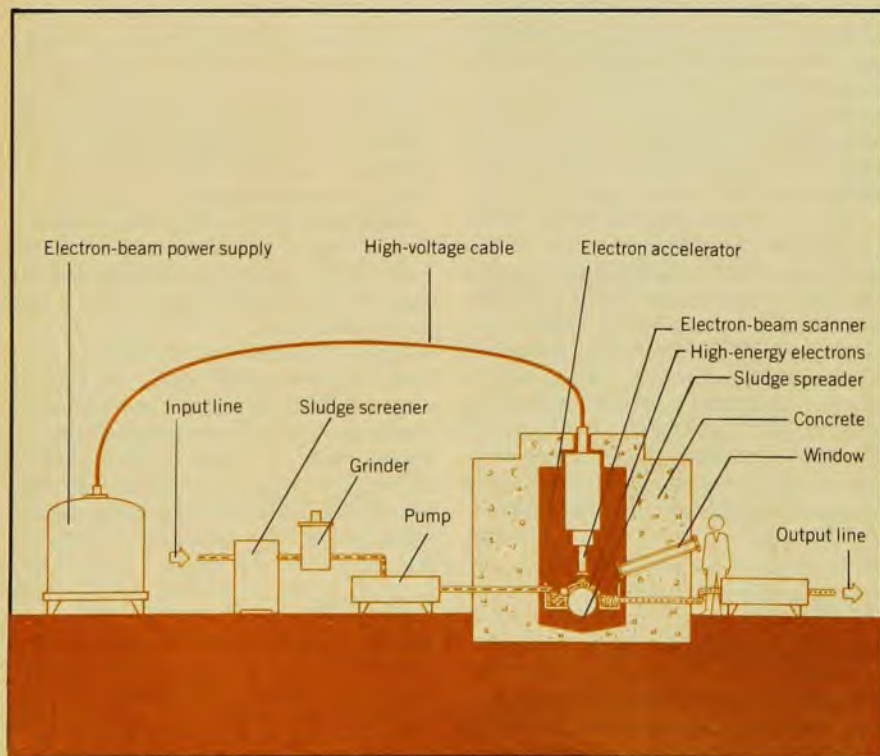 Electron-beam power supply
High-voltage cable
Electron accelerator
Electron-beam scanner
High-energy electrons
Sludge spreader
Input line
Sludge screener
Concrete
Grinder
Window
Pump
Output line